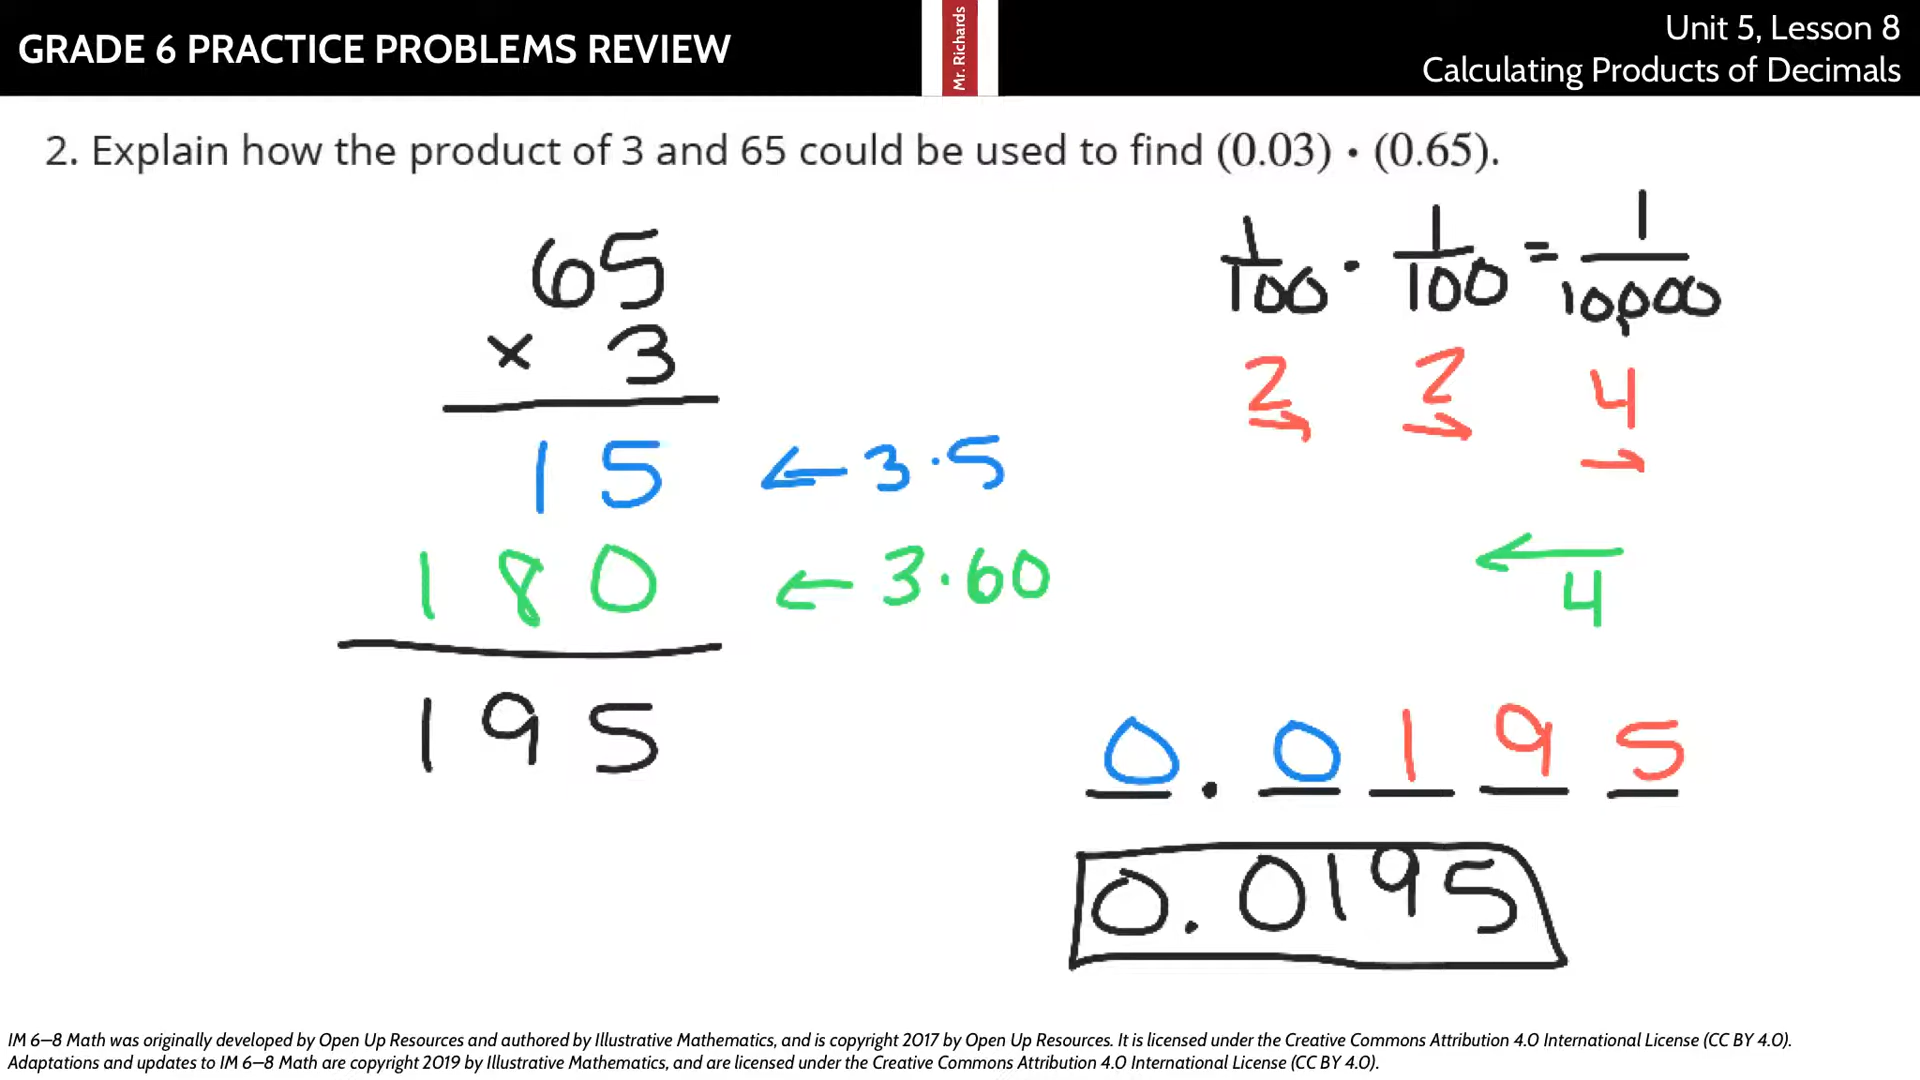 GRADE 6 PRACTICE PROBLEMS REVIEW
Mr. Richards
Unit 5, Lesson 8
Calculating Products of Decimals
2. Explain how the product of 3 and 65 could be used to find (0.03) · (0.65).
65
× 3
15 ← 3·5
180 ← 3·60
195
1/100 · 1/100 = 1/10,000
2 2 4
4
0.0195
0.0195
IM 6–8 Math was originally developed by Open Up Resources and authored by Illustrative Mathematics, and is copyright 2017 by Open Up Resources. It is licensed under the Creative Commons Attribution 4.0 International License (CC BY 4.0).
Adaptations and updates to IM 6–8 Math are copyright 2019 by Illustrative Mathematics, and are licensed under the Creative Commons Attribution 4.0 International License (CC BY 4.0).